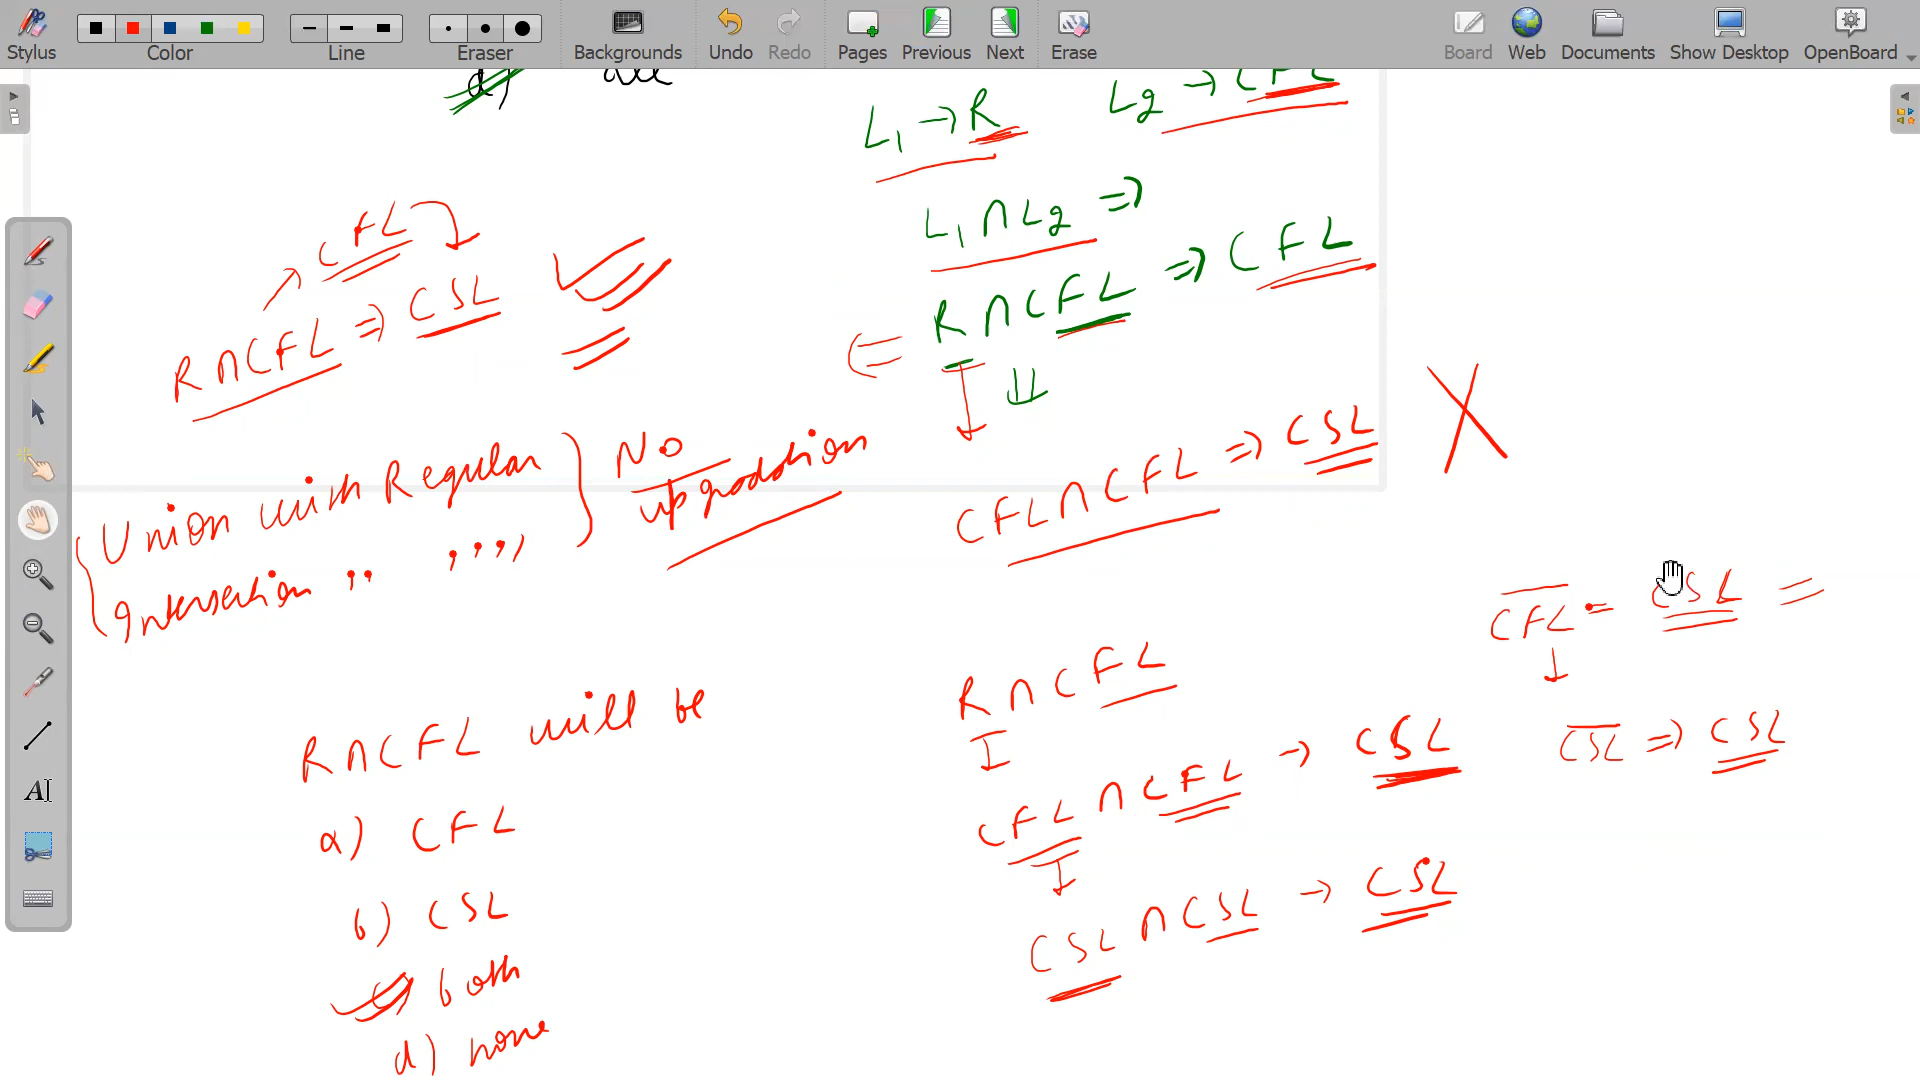 Stylus Color Line Eraser Backgrounds Undo Redo Pages Previous Next Erase Board Web Documents Show Desktop OpenBoard
d) all
L1 → R L2 → CFL
L1 ∩ L2 ⇒
R ∩ CFL ⇒ CFL
CFL
R ∩ CFL ⇒ CSL
CFL ∩ CFL ⇒ CSL
Union with Regular
Intersection ,, ,,,,
No
upgradation
CFL = CSL =
CSL ⇒ CSL
R ∩ CFL
CFL ∩ CFL → CSL
CSL ∩ CSL → CSL
R ∩ CFL will be
a) CFL
b) CSL
c) both
d) none
AI